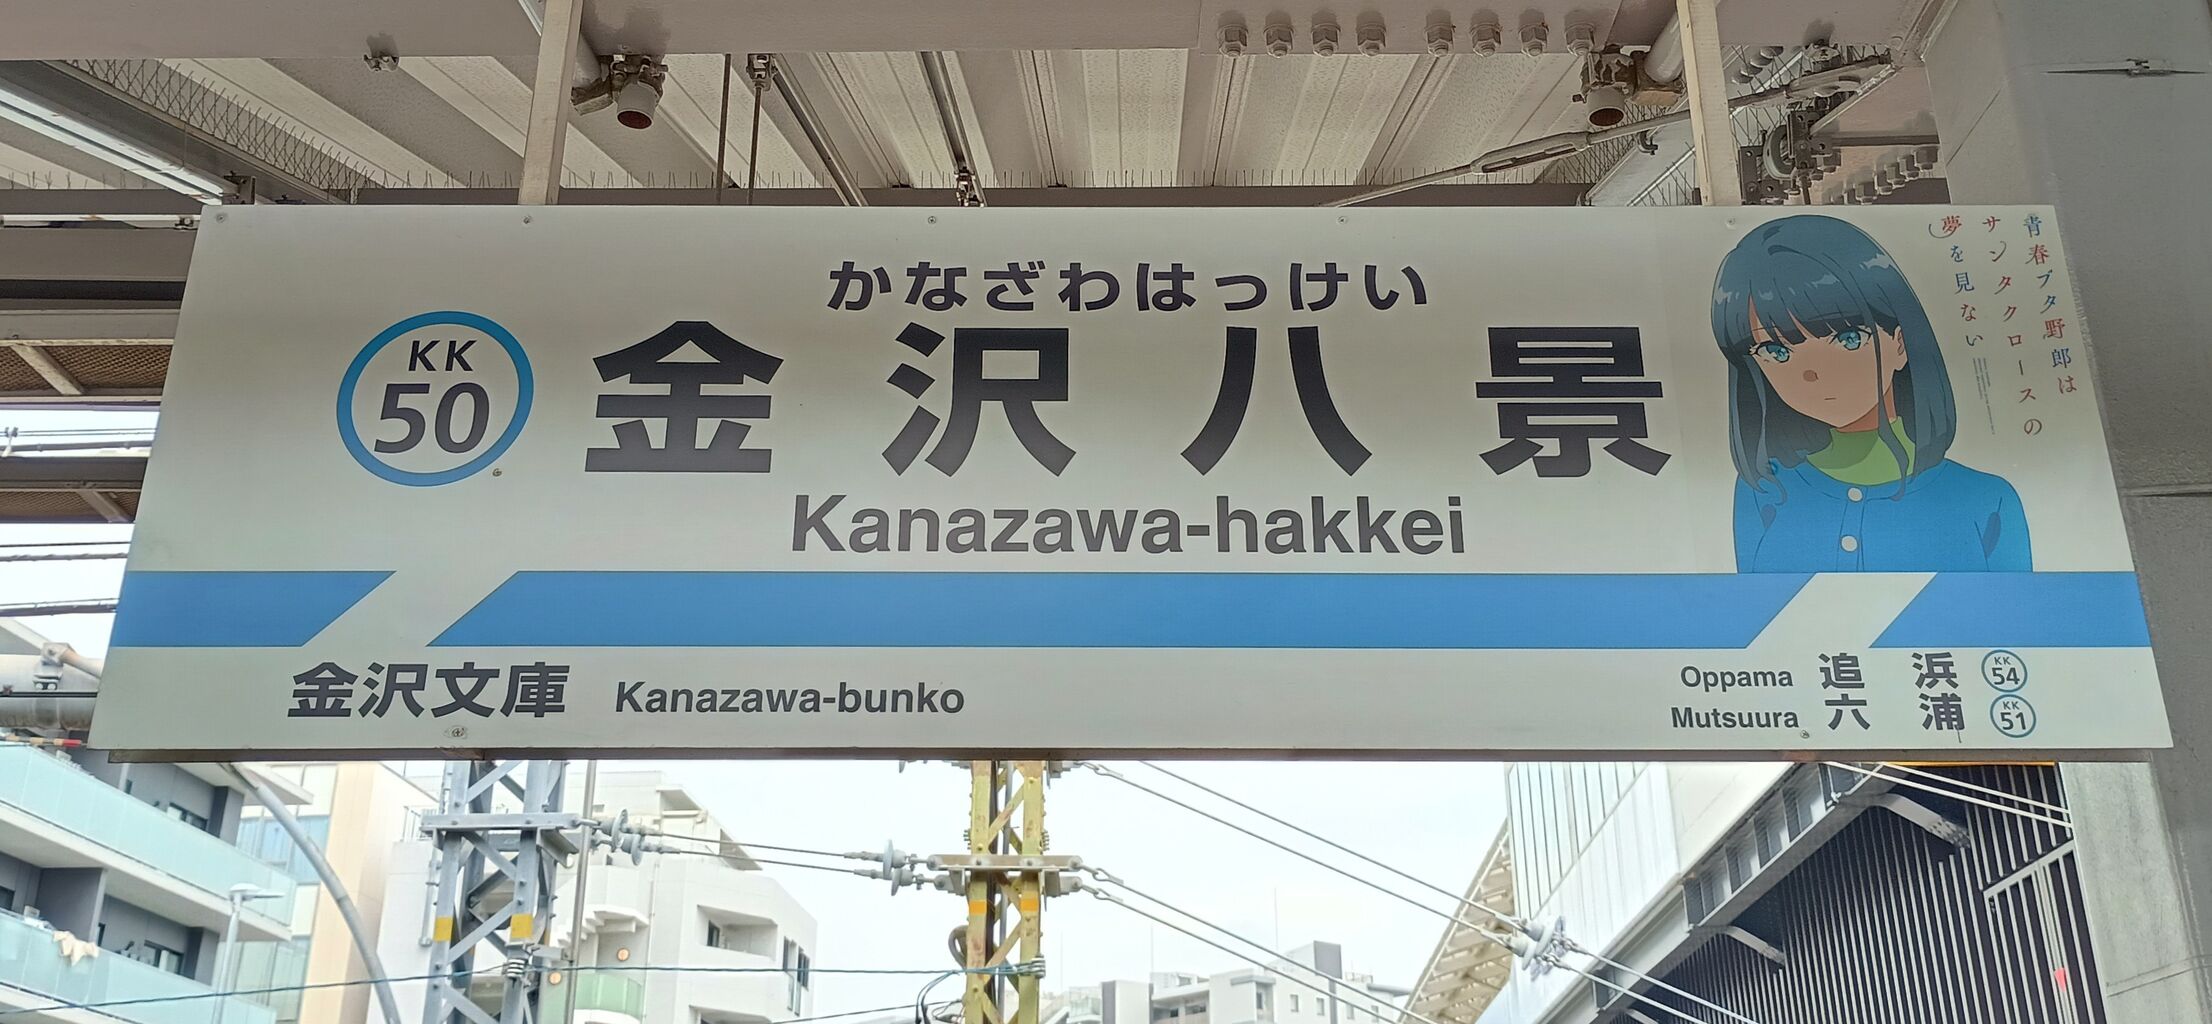 かなざわはっけい
KK
50
金沢八景
Kanazawa-hakkei
青春ブタ野郎は
サンタクロースの
夢を見ない
金沢文庫 Kanazawa-bunko
Oppama 追浜 KK 54
Mutsuura 六浦 KK 51